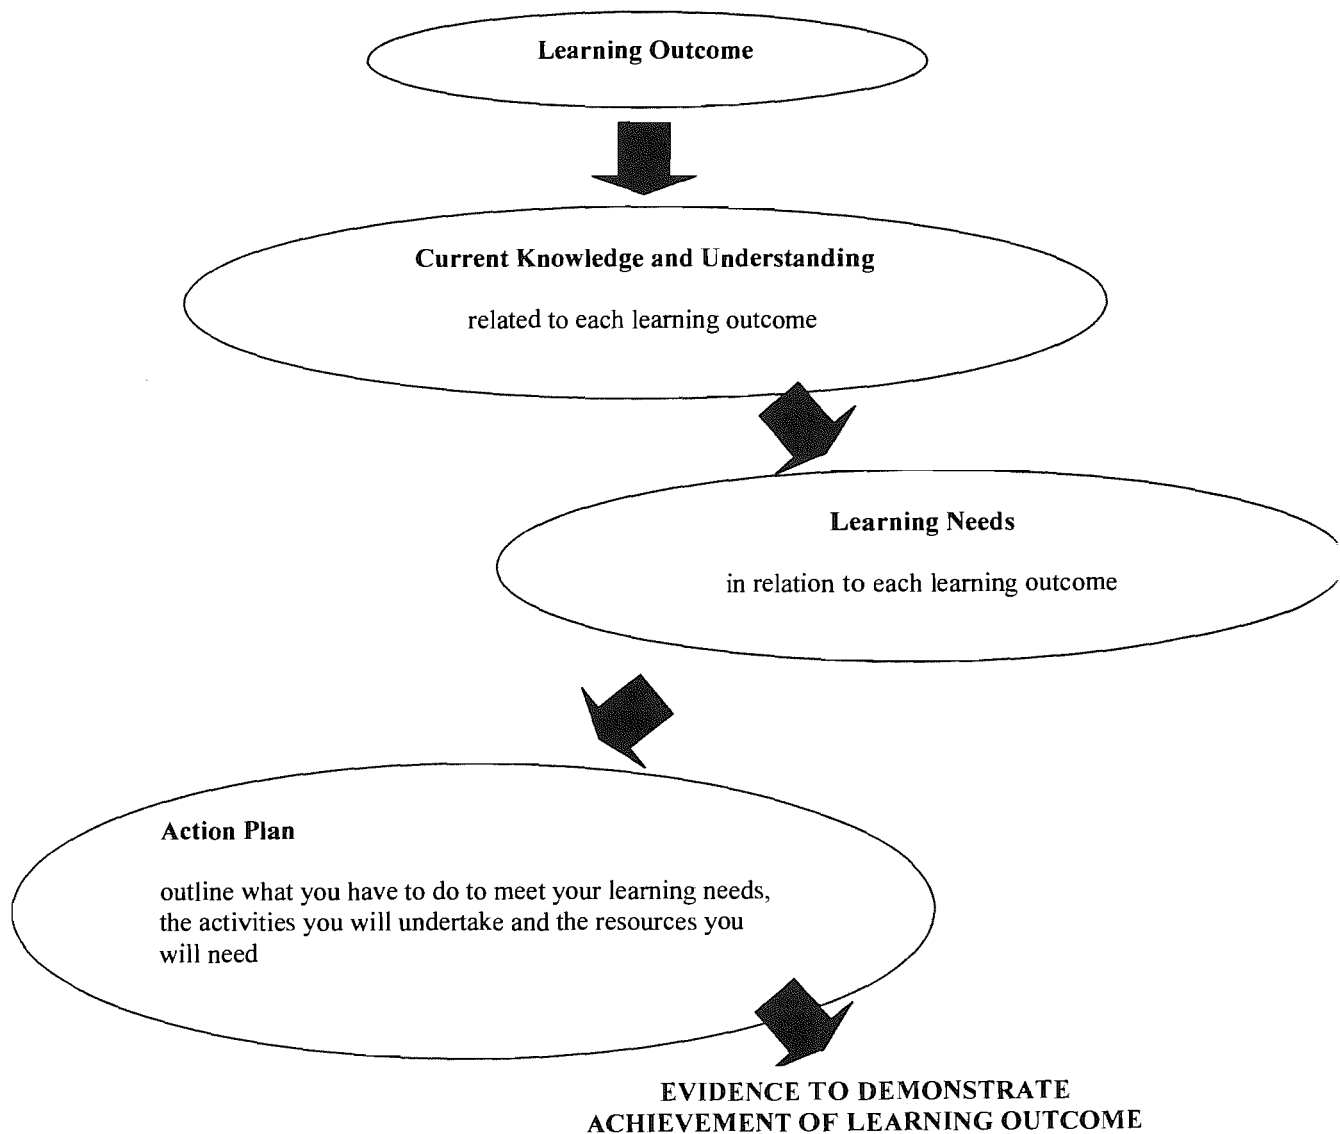 Learning Outcome
Current Knowledge and Understanding
related to each learning outcome
Learning Needs
in relation to each learning outcome
Action Plan
outline what you have to do to meet your learning needs,
the activities you will undertake and the resources you
will need
EVIDENCE TO DEMONSTRATE
ACHIEVEMENT OF LEARNING OUTCOME